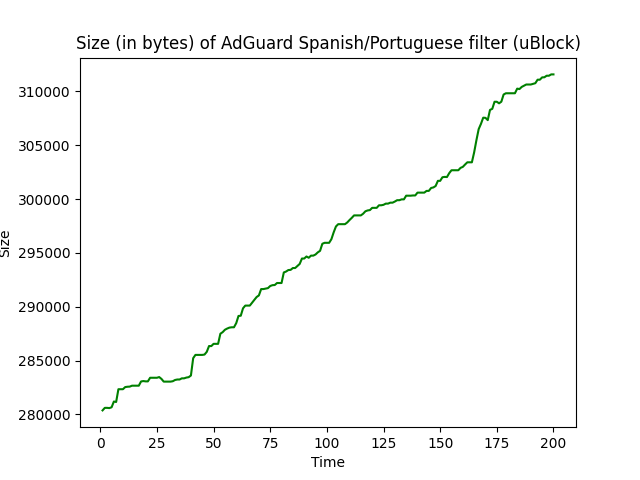 Size (in bytes) of AdGuard Spanish/Portuguese filter (uBlock)
310000
305000
300000
295000
290000
285000
280000
Size
0 25 50 75 100 125 150 175 200
Time